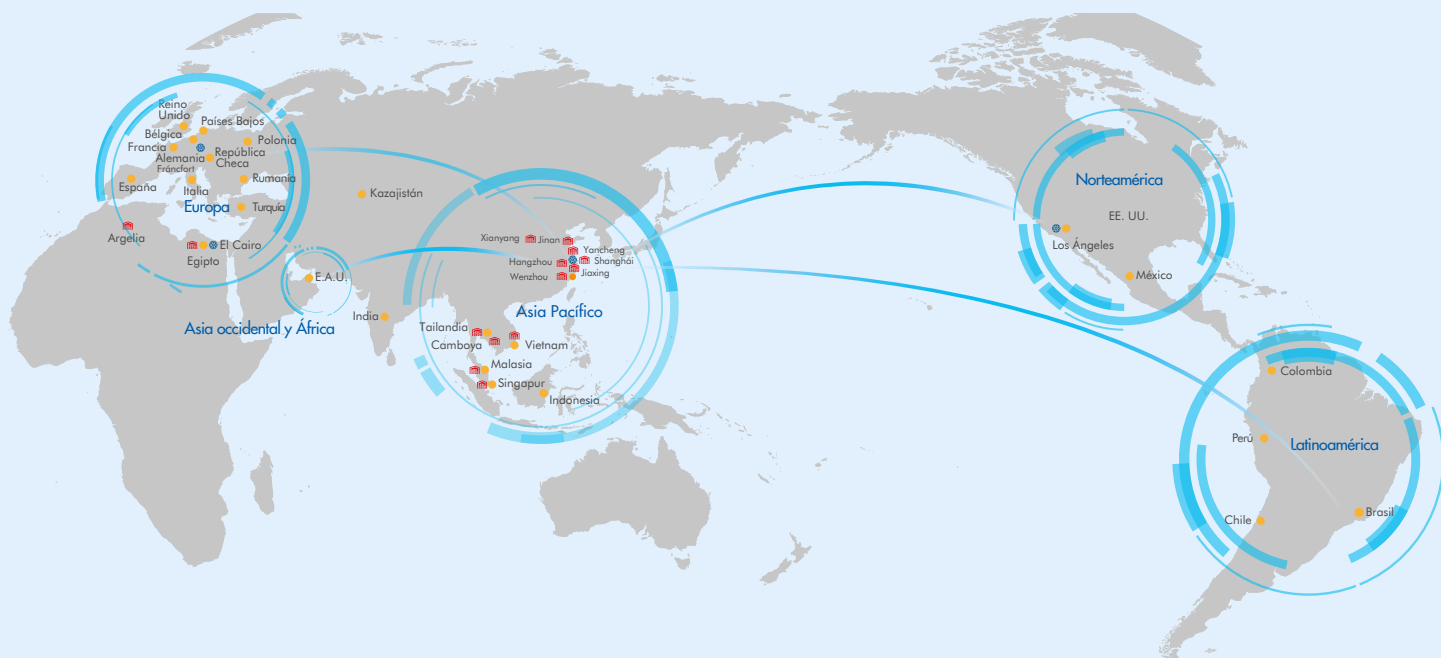 Reino
Unido
Países Bajos
Bélgica
Polonia
Francia
República
Checa
Alemania
Fráncfort
España
Italia
Rumanía
Europa
Turquía
Argelia
El Cairo
Egipto
E.A.U.
Asia occidental y África
Kazajistán
India
Xianyang
Jinan
Yancheng
Hangzhou
Shanghái
Jiaxing
Wenzhou
Asia Pacífico
Tailandia
Camboya
Vietnam
Malasia
Singapur
Indonesia
Norteamérica
EE. UU.
Los Ángeles
México
Colombia
Perú
Latinoamérica
Chile
Brasil